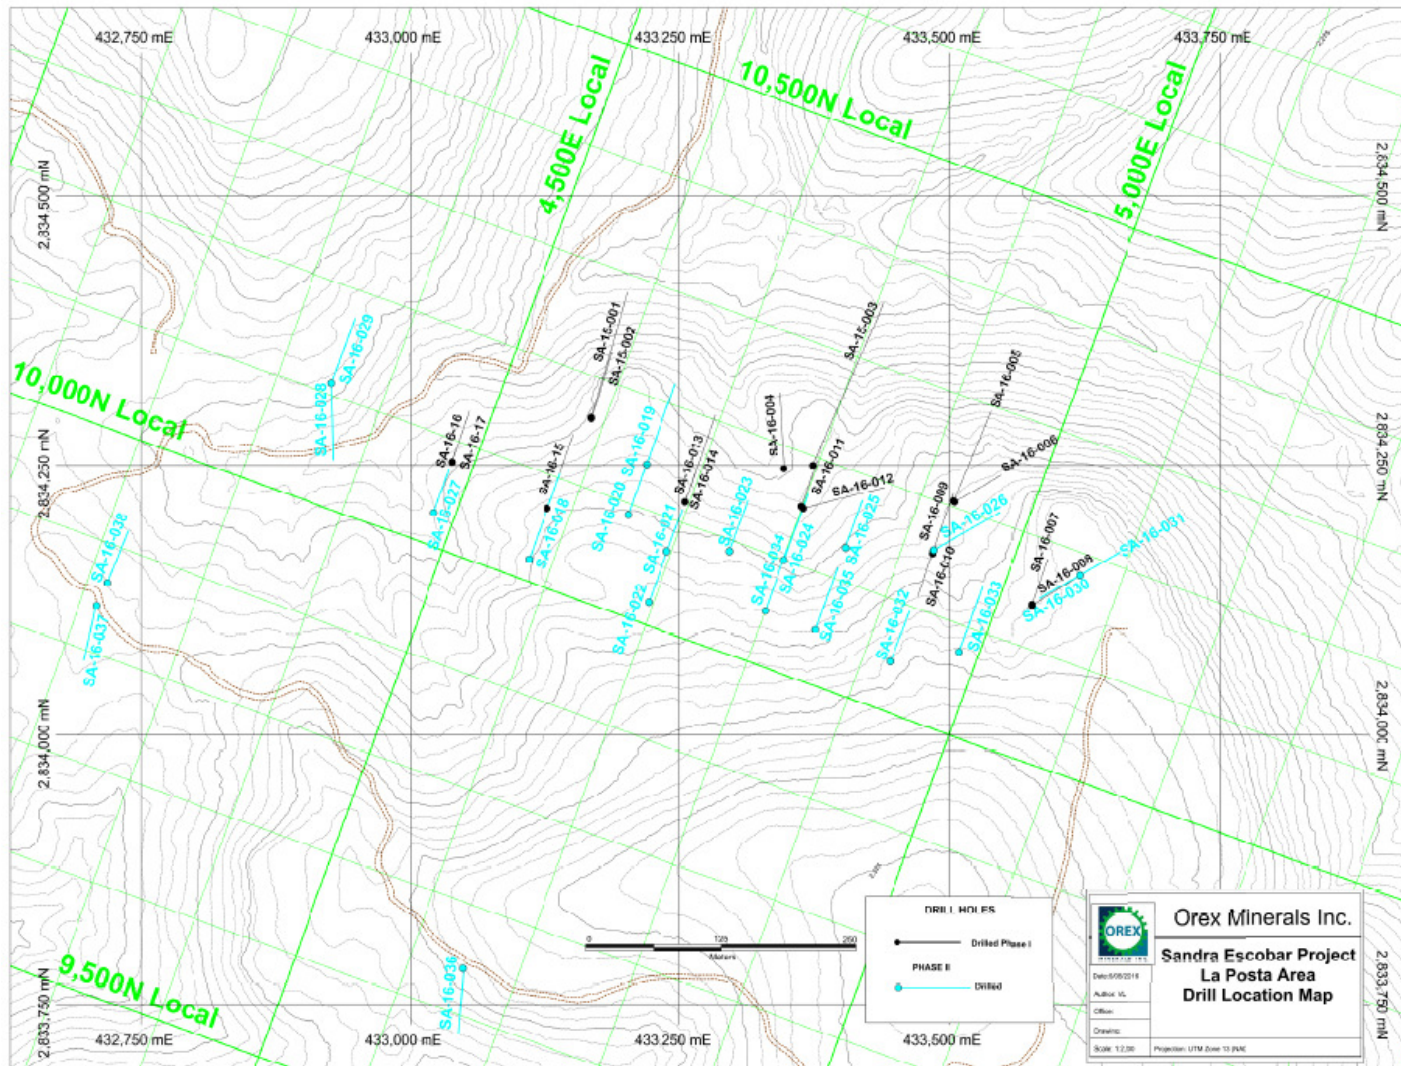 432,750 mE
433,000 mE
433,250 mE
433,500 mE
433,750 mE
10,500N Local
4,500E Local
5,000E Local
2,834,500 mN
2,834,500 mN
SA-15-001
SA-15-002
SA-15-003
SA-16-029
SA-16-028
10,000N Local
SA-16-005
SA-16-004
SA-16-16
SA-16-17
SA-16-019
SA-16-013
SA-16-014
SA-16-011
SA-16-006
2,834,250 mN
2,834,250 mN
SA-16-15
SA-16-012
SA-16-009
SA-16-027
SA-16-018
SA-16-020
SA-16-021
SA-16-023
SA-16-025
SA-16-026
SA-16-007
SA-16-031
SA-16-038
SA-16-034
SA-16-024
SA-16-010
SA-16-008
SA-16-030
SA-16-037
SA-16-022
SA-16-035
SA-16-032
SA-16-033
2,834,000 mN
2,834,000 mN
DRILL HOLES
Drilled Phase I
PHASE II
Drilled
0
125
250
Meters
OREX
Orex Minerals Inc.
Sandra Escobar Project
La Posta Area
Drill Location Map
Office:
Drawing:
Projection: UTM Zone 13
SA-16-036
9,500N Local
2,833,750 mN
2,833,750 mN
432,750 mE
433,000 mE
433,250 mE
433,500 mE